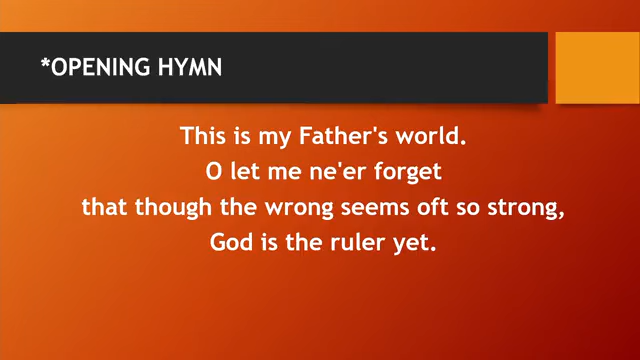 *OPENING HYMN
This is my Father's world.
O let me ne'er forget
that though the wrong seems oft so strong,
God is the ruler yet.